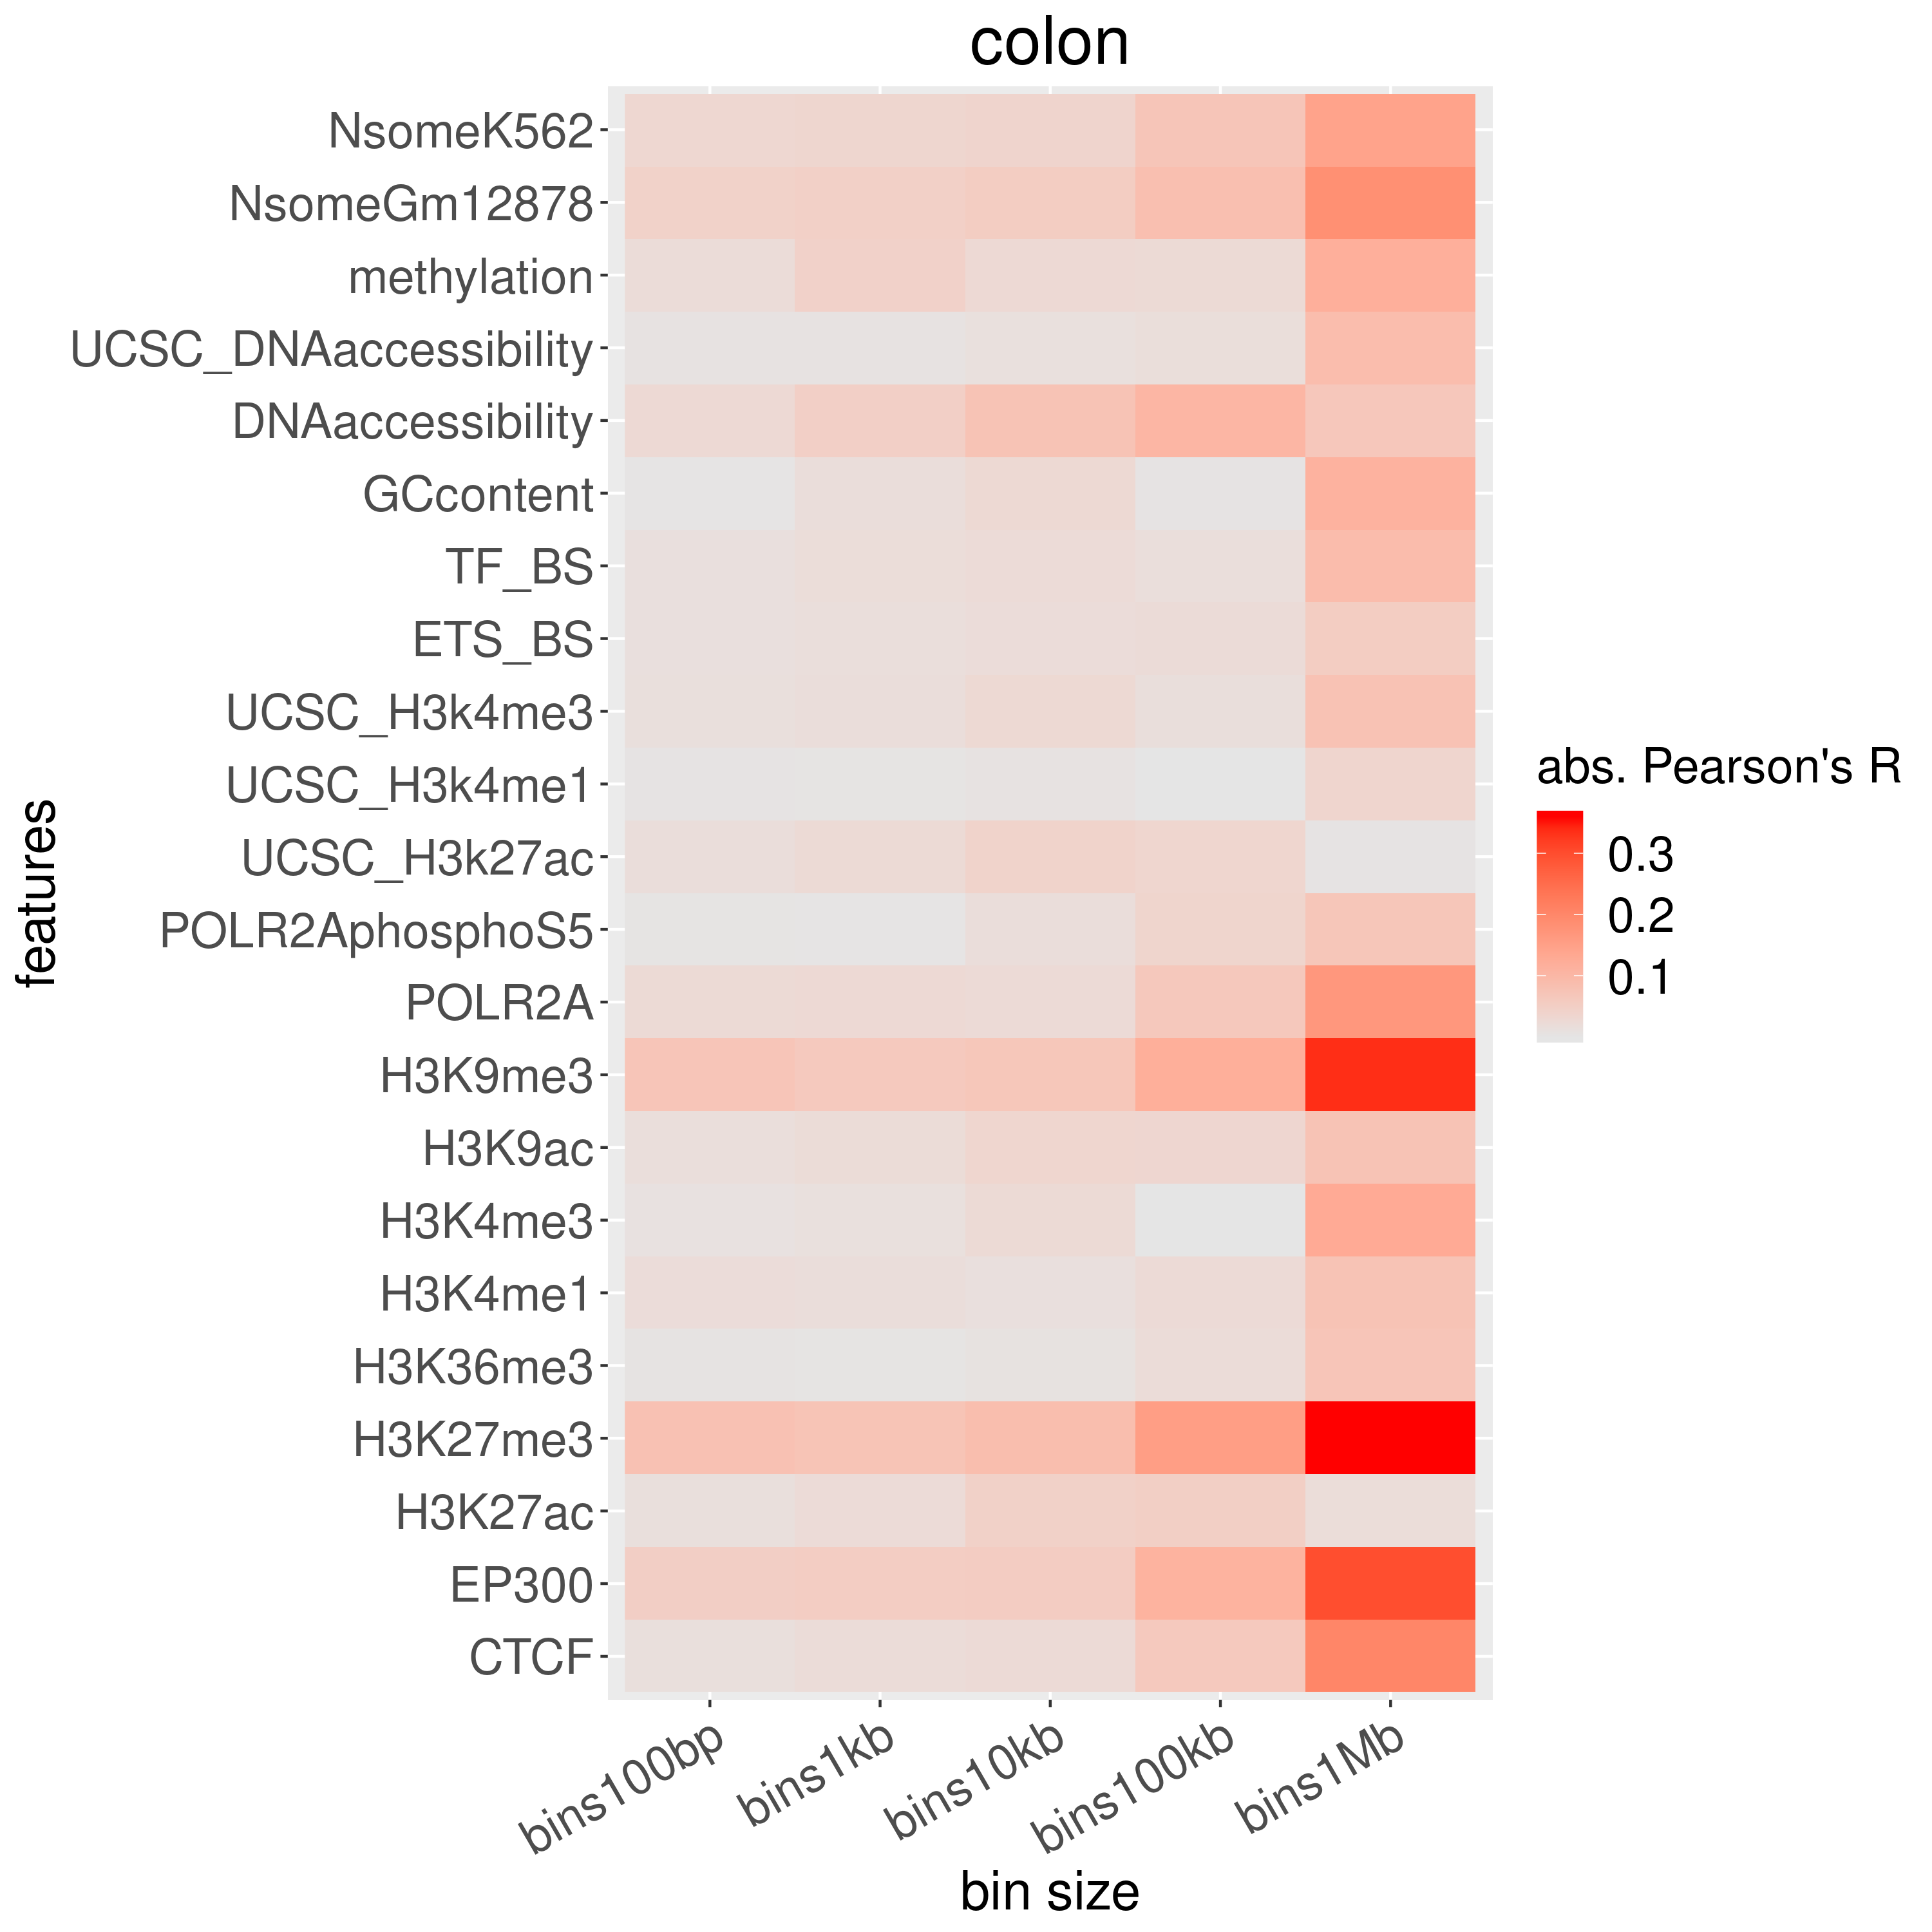 colon
NsomeK562
NsomeGm12878
methylation
UCSC_DNAaccessibility
DNAaccessibility
GCcontent
TF_BS
ETS_BS
UCSC_H3k4me3
UCSC_H3k4me1
UCSC_H3k27ac
POLR2AphosphoS5
POLR2A
H3K9me3
H3K9ac
H3K4me3
H3K4me1
H3K36me3
H3K27me3
H3K27ac
EP300
CTCF
features
bins100bp
bins1kb
bins10kb
bins100kb
bins1Mb
bin size
abs. Pearson's R
0.3
0.2
0.1